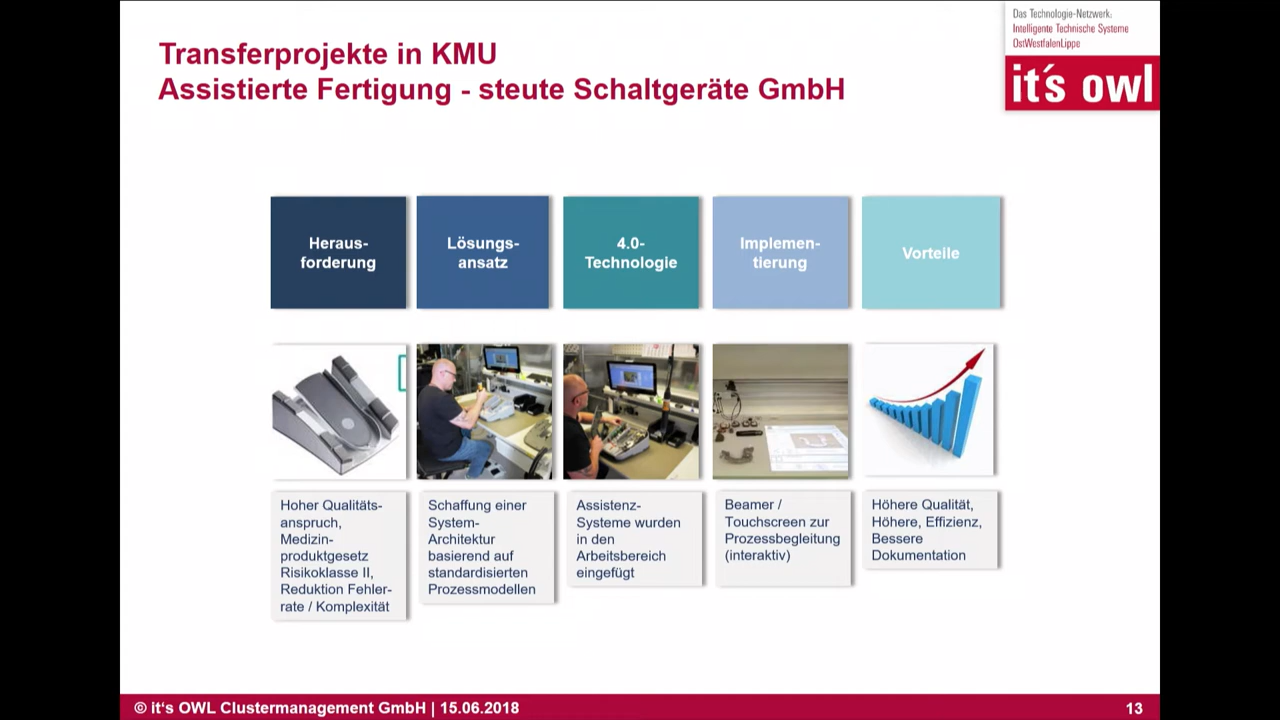 Das Technologie-Netzwerk:
Intelligente Technische Systeme
OstWestfalenLippe
it´s owl
Transferprojekte in KMU
Assistierte Fertigung - steute Schaltgeräte GmbH
Heraus-
forderung
Lösungs-
ansatz
4.0-
Technologie
Implemen-
tierung
Vorteile
Hoher Qualitäts-
anspruch,
Medizin-
produktgesetz
Risikoklasse II,
Reduktion Fehler-
rate / Komplexität
Schaffung einer
System-
Architektur
basierend auf
standardisierten
Prozessmodellen
Assistenz-
Systeme wurden
in den
Arbeitsbereich
eingefügt
Beamer /
Touchscreen zur
Prozessbegleitung
(interaktiv)
Höhere Qualität,
Höhere, Effizienz,
Bessere
Dokumentation
© it‘s OWL Clustermanagement GmbH | 15.06.2018
13